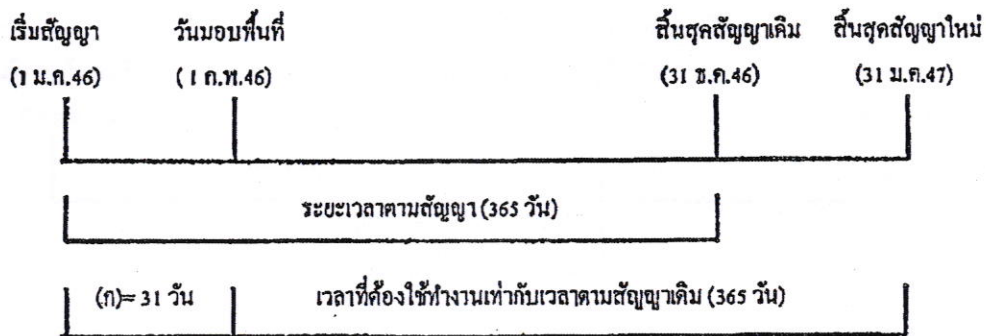 เริ่มสัญญา วันมอบพื้นที่ สิ้นสุดสัญญาเดิม สิ้นสุดสัญญาใหม่
(1 ม.ค.46) (1 ก.พ.46) (31 ธ.ค.46) (31 ม.ค.47)
ระยะเวลาตามสัญญา (365 วัน)
(ก)= 31 วัน เวลาที่ต้องใช้ทำงานเท่ากับเวลาตามสัญญาเดิม (365 วัน)